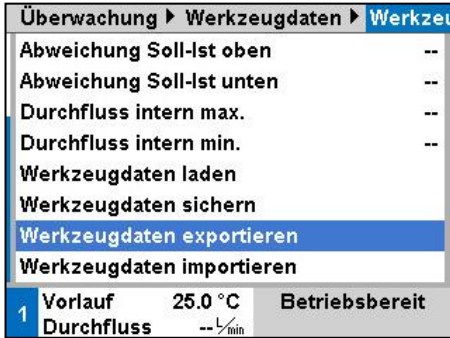 Überwachung ▶ Werkzeugdaten ▶ Werkzeu
Abweichung Soll-Ist oben --
Abweichung Soll-Ist unten --
Durchfluss intern max. --
Durchfluss intern min. --
Werkzeugdaten laden
Werkzeugdaten sichern
Werkzeugdaten exportieren
Werkzeugdaten importieren
1 Vorlauf 25.0 °C Betriebsbereit
Durchfluss -- L/min